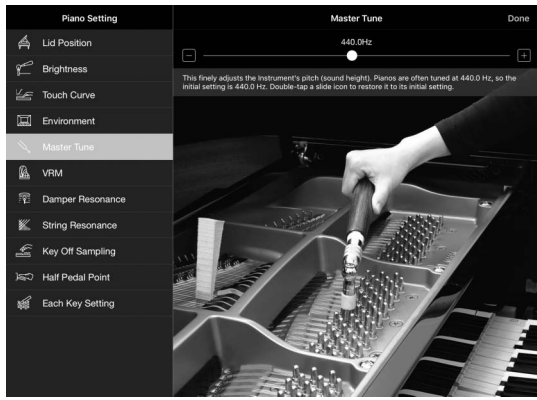 Piano Setting
Master Tune
Done
Lid Position
Brightness
Touch Curve
Environment
Master Tune
VRM
Damper Resonance
String Resonance
Key Off Sampling
Half Pedal Point
Each Key Setting
440.0Hz
This finely adjusts the Instrument's pitch (sound height). Pianos are often tuned at 440.0 Hz, so the
initial setting is 440.0 Hz. Double-tap a slide icon to restore it to its initial setting.